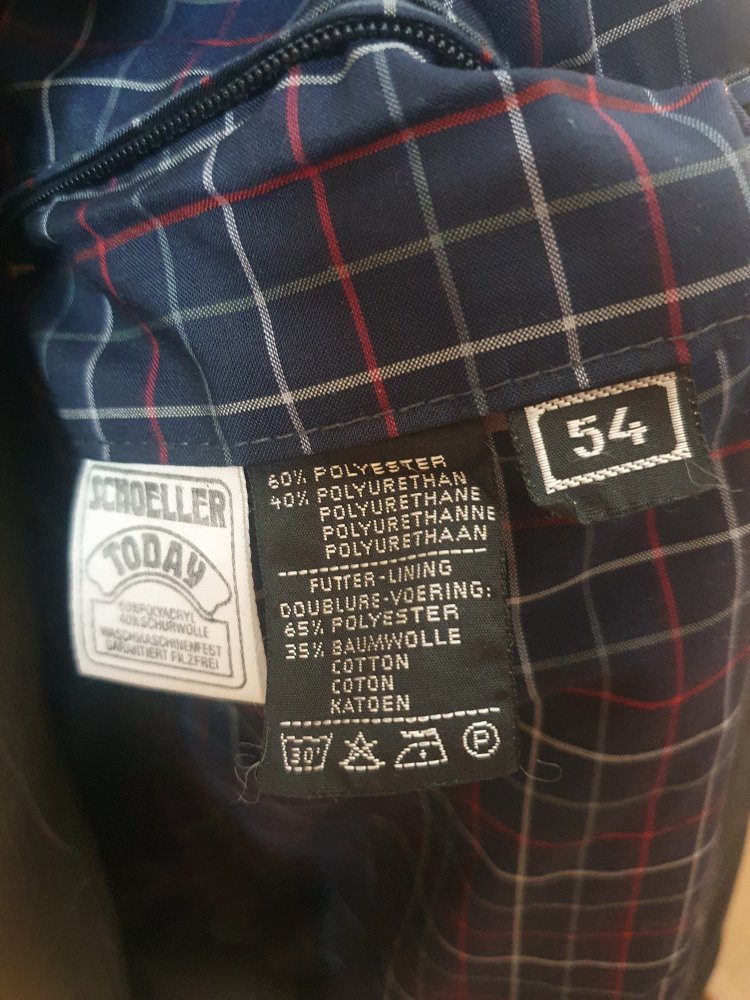 SCHOELLER
TODAY
60%POLYACRYL
40%SCHURWOLLE
WASCHMASCHINENFEST
GARANTIERT FILZFREI
60% POLYESTER
40% POLYURETHAN
POLYURETHANE
POLYURETHANNE
POLYURETHAAN
FUTTER-LINING
DOUBLURE-VOERING:
65% POLYESTER
35% BAUMWOLLE
COTTON
COTON
KATOEN
30°
P
54